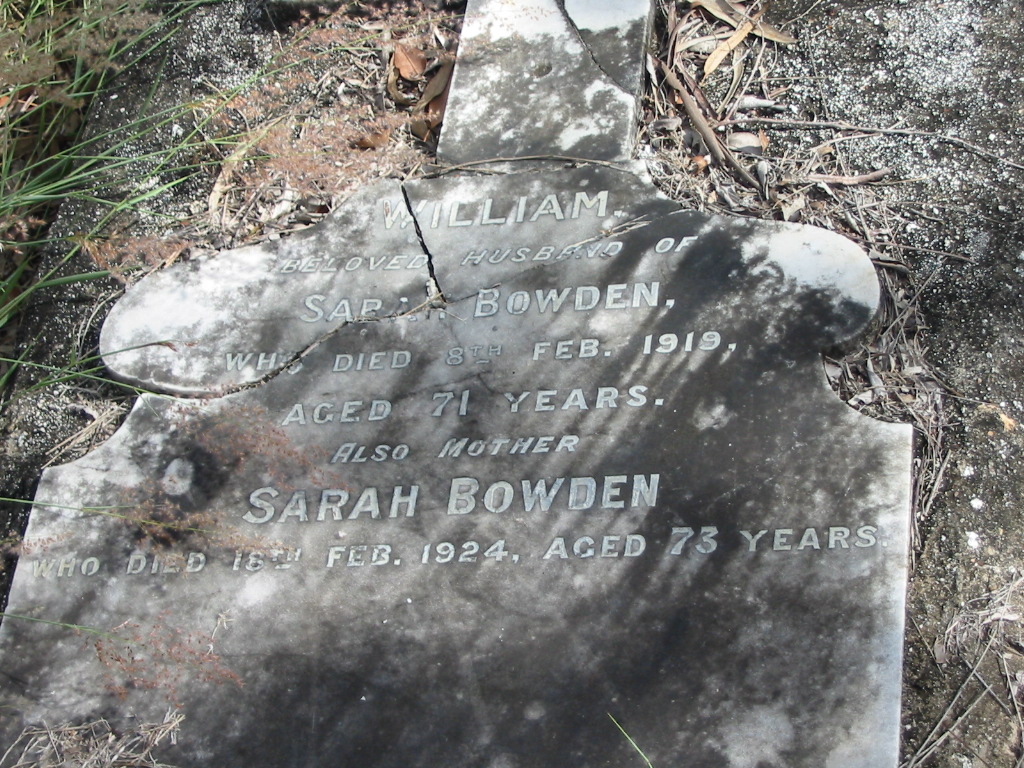 WILLIAM.
BELOVED HUSBAND OF
SARAH BOWDEN,
WHO DIED 8TH FEB. 1919,
AGED 71 YEARS.
ALSO MOTHER
SARAH BOWDEN
WHO DIED 18TH FEB. 1924, AGED 73 YEARS.